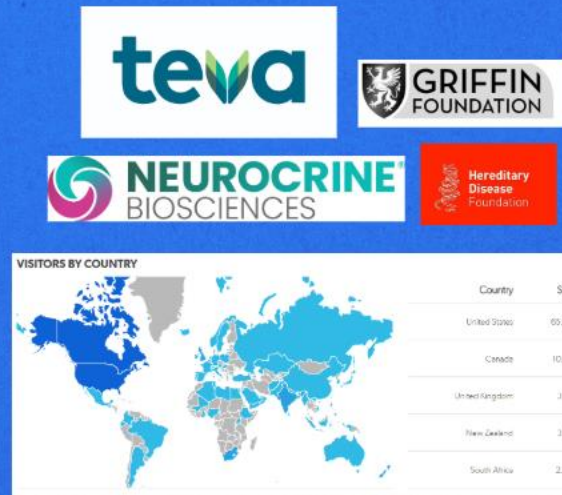 teva
GRIFFIN
FOUNDATION
NEUROCRINE®
BIOSCIENCES
Hereditary
Disease
Foundation
VISITORS BY COUNTRY
Country
United States
Canada
United Kingdom
New Zealand
South Africa